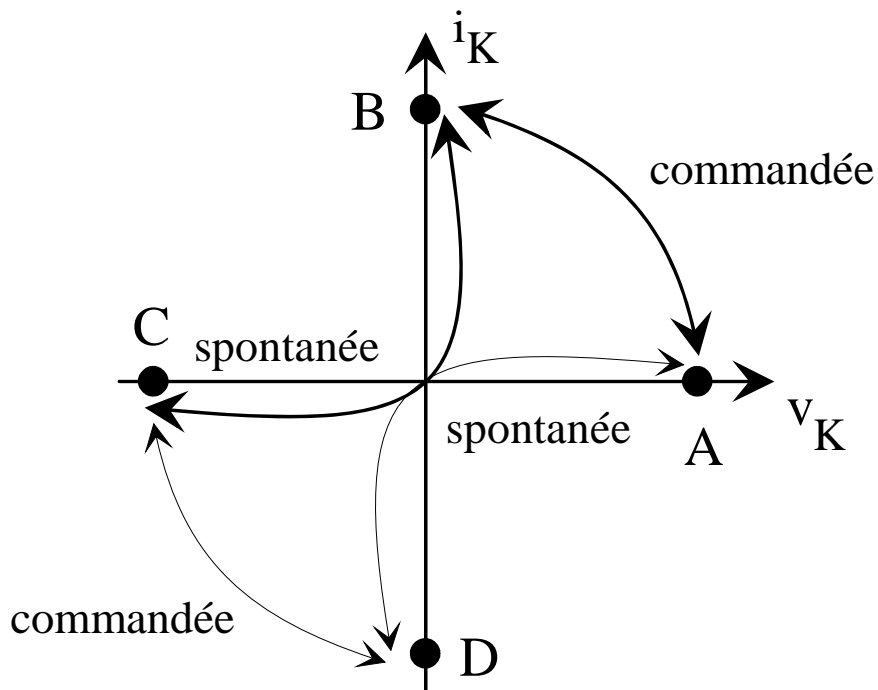 i_K
B
commandée
C
spontanée
v_K
spontanée
A
commandée
D